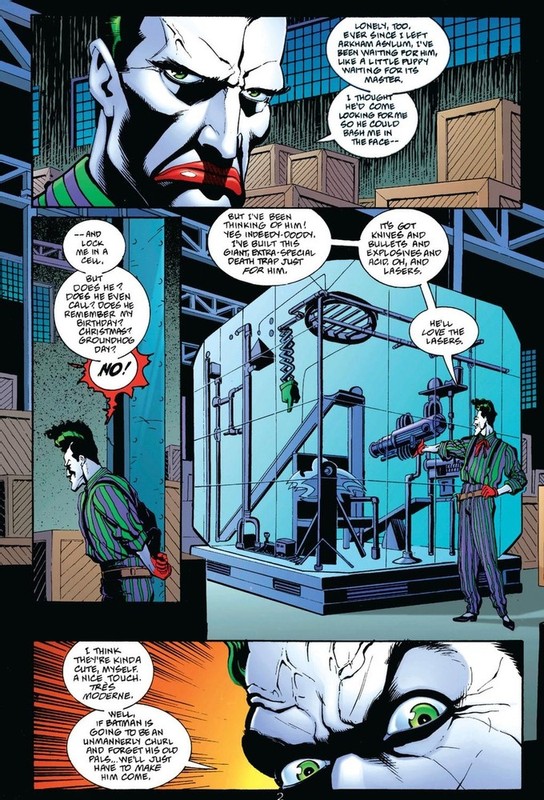 LONELY, TOO.
EVER SINCE I LEFT
ARKHAM ASYLUM, I'VE
BEEN WAITING FOR HIM,
LIKE A LITTLE PUPPY
WAITING FOR ITS
MASTER.
I THOUGHT
HE'D COME
LOOKING FOR ME
SO HE COULD
BASH ME IN
THE FACE--
--AND
LOCK
ME IN A
CELL.
BUT
DOES HE?
DOES HE EVEN
CALL? DOES HE
REMEMBER MY
BIRTHDAY?
CHRISTMAS?
GROUNDHOG
DAY?
NO!
BUT I'VE BEEN
THINKING OF HIM!
YES INDEEDY-DOODY.
I'VE BUILT THIS
GIANT, EXTRA-SPECIAL
DEATH TRAP JUST
FOR HIM.
IT'S GOT
KNIVES AND
BULLETS AND
EXPLOSIVES AND
ACID. OH, AND
LASERS.
HE'LL
LOVE THE
LASERS.
I THINK
THEY'RE KINDA
CUTE, MYSELF.
A NICE TOUCH.
TRÈS
MODERNE.
WELL,
IF BATMAN IS
GOING TO BE AN
UNMANNERLY CHURL
AND FORGET HIS OLD
PALS...WE'LL JUST
HAVE TO MAKE
HIM COME.
2